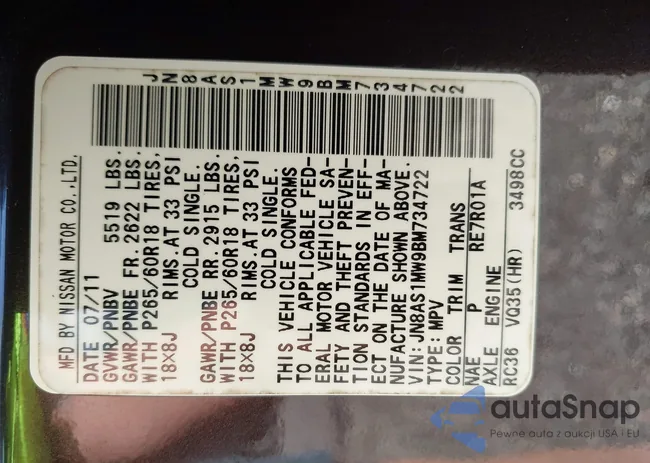 JN8AS1MW9BM734722
MFD BY NISSAN MOTOR CO.,LTD.
DATE 07/11
GVWR/PNBV 5519 LBS.
GAWR/PNBE FR. 2622 LBS.
WITH P265/60R18 TIRES,
18X8J RIMS. AT 33 PSI
COLD SINGLE.
GAWR/PNBE RR. 2915 LBS.
WITH P265/60R18 TIRES,
18X8J RIMS. AT 33 PSI
COLD SINGLE.
THIS VEHICLE CONFORMS
TO ALL APPLICABLE FED-
ERAL MOTOR VEHICLE SA-
FETY AND THEFT PREVEN-
TION STANDARDS IN EFF-
ECT ON THE DATE OF MA-
NUFACTURE SHOWN ABOVE.
VIN: JN8AS1MW9BM734722
TYPE: MPV
COLOR TRIM TRANS
NAE P RE7R01A
AXLE ENGINE
RC36 VQ35(HR) 3498CC
autaSnap
Pewne auta z aukcji USA i EU